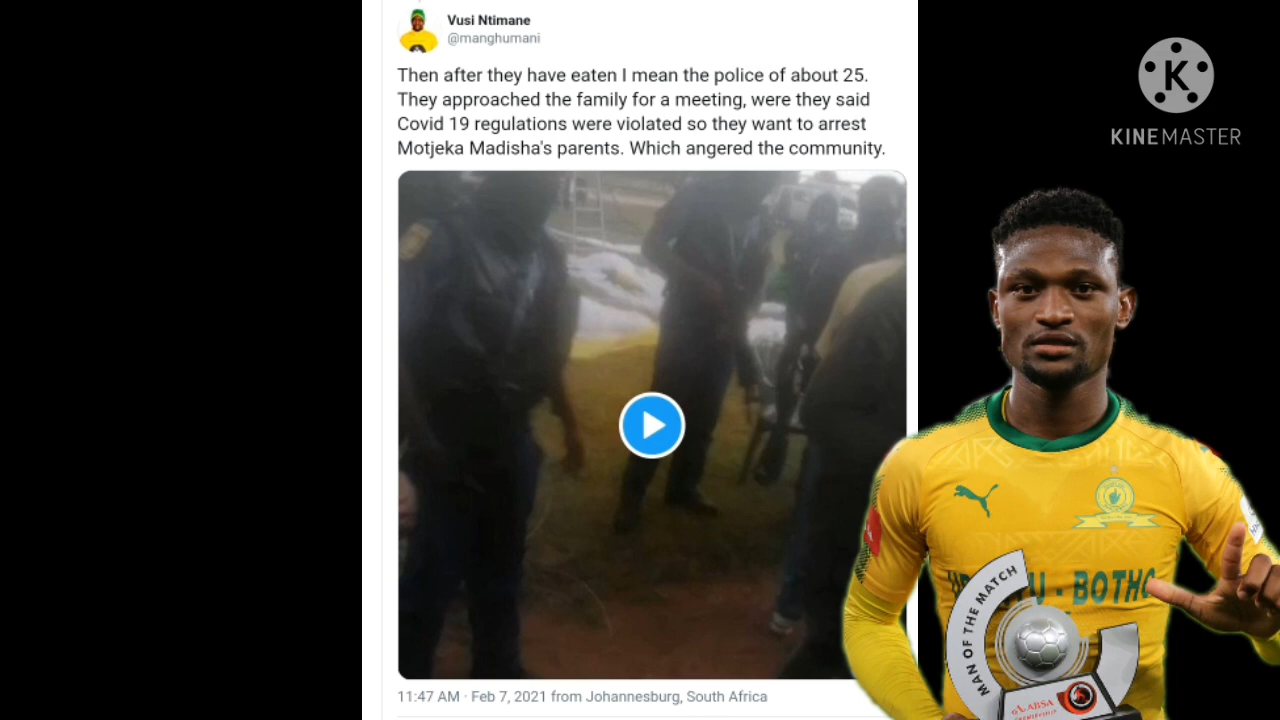 Vusi Ntimane
@manghumani
Then after they have eaten I mean the police of about 25.
They approached the family for a meeting, were they said
Covid 19 regulations were violated so they want to arrest
Motjeka Madisha's parents. Which angered the community.
11:47 AM · Feb 7, 2021 from Johannesburg, South Africa
K
KINEMASTER
- BOTHO
MAN OF THE MATCH
ABSA